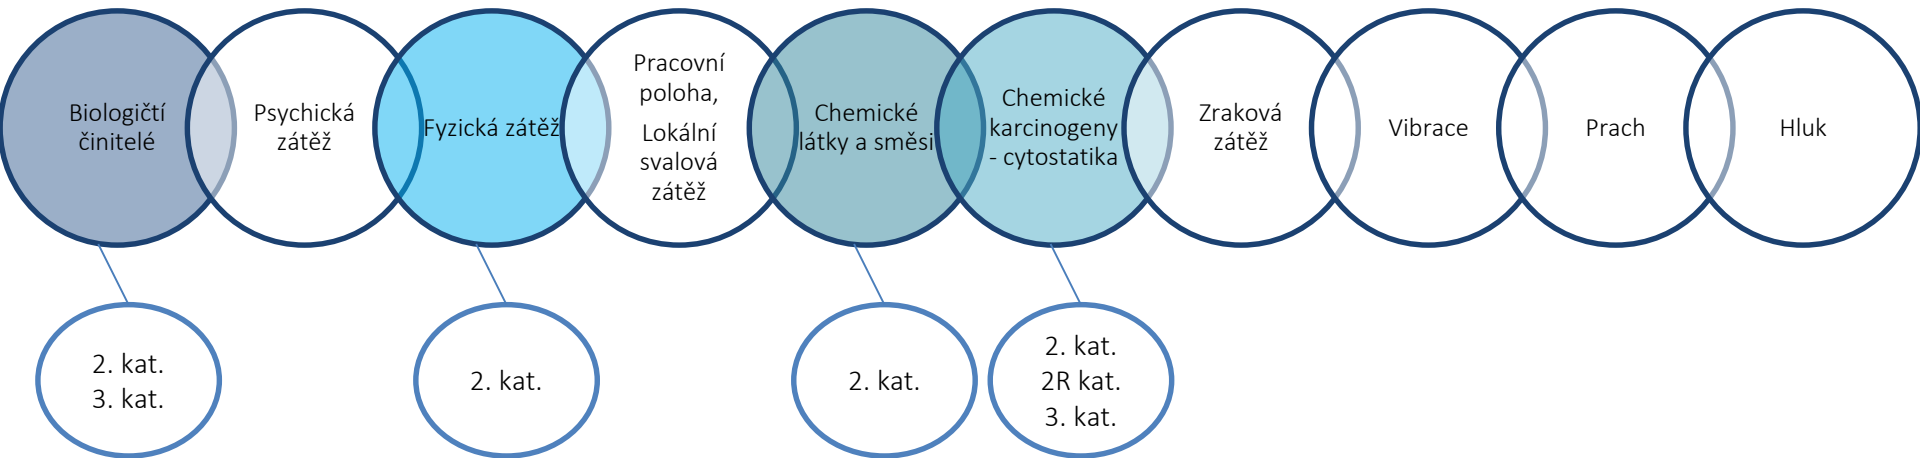 Biologičtí
činitelé
Psychická
zátěž
Fyzická zátěž
Pracovní
poloha,
Lokální
svalová
zátěž
Chemické
látky a směsi
Chemické
karcinogeny
- cytostatika
Zraková
zátěž
Vibrace
Prach
Hluk
2. kat.
3. kat.
2. kat.
2. kat.
2. kat.
2R kat.
3. kat.